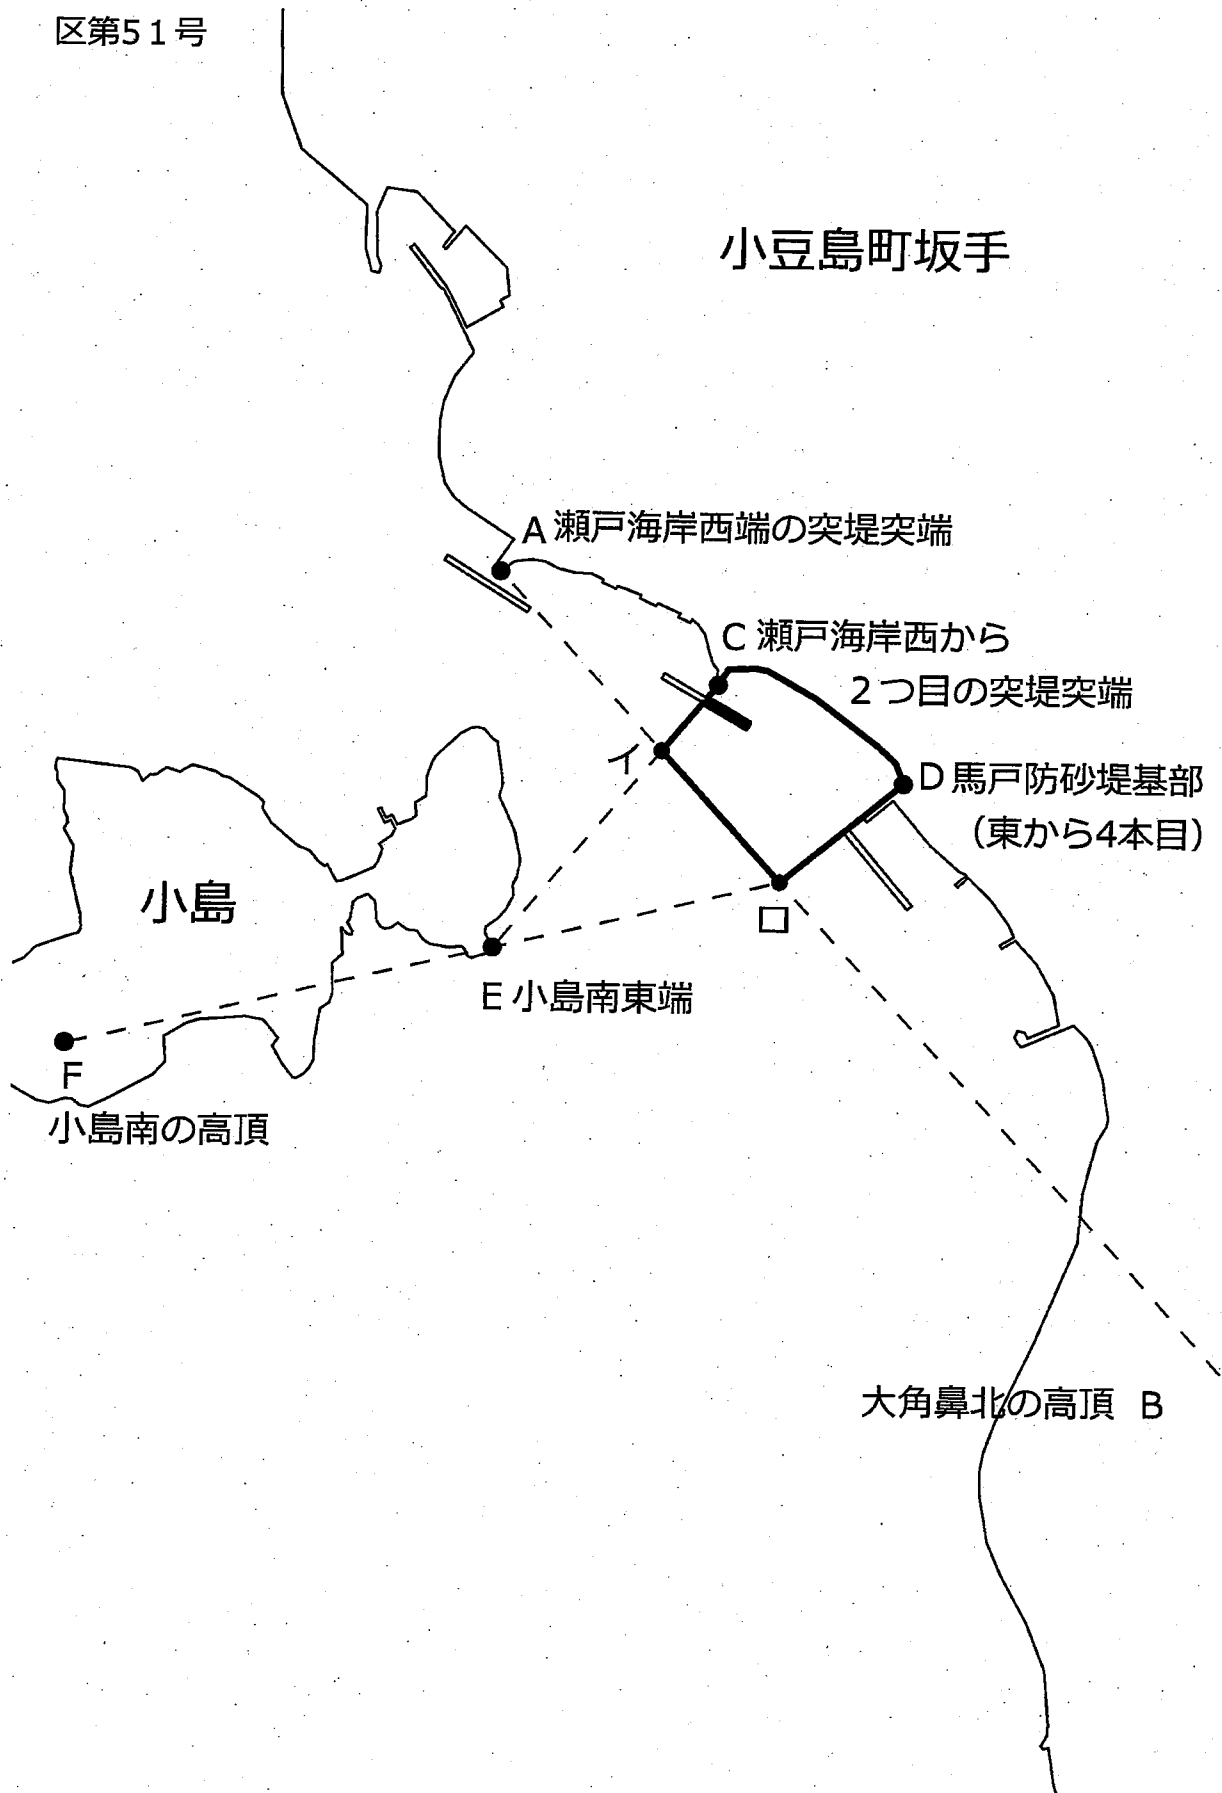 区第51号
小豆島町坂手
A 瀬戸海岸西端の突堤突端
C 瀬戸海岸西から
2つ目の突堤突端
イ
D 馬戸防砂堤基部
（東から4本目）
小島
ロ
E 小島南東端
F
小島南の高頂
大角鼻北の高頂 B